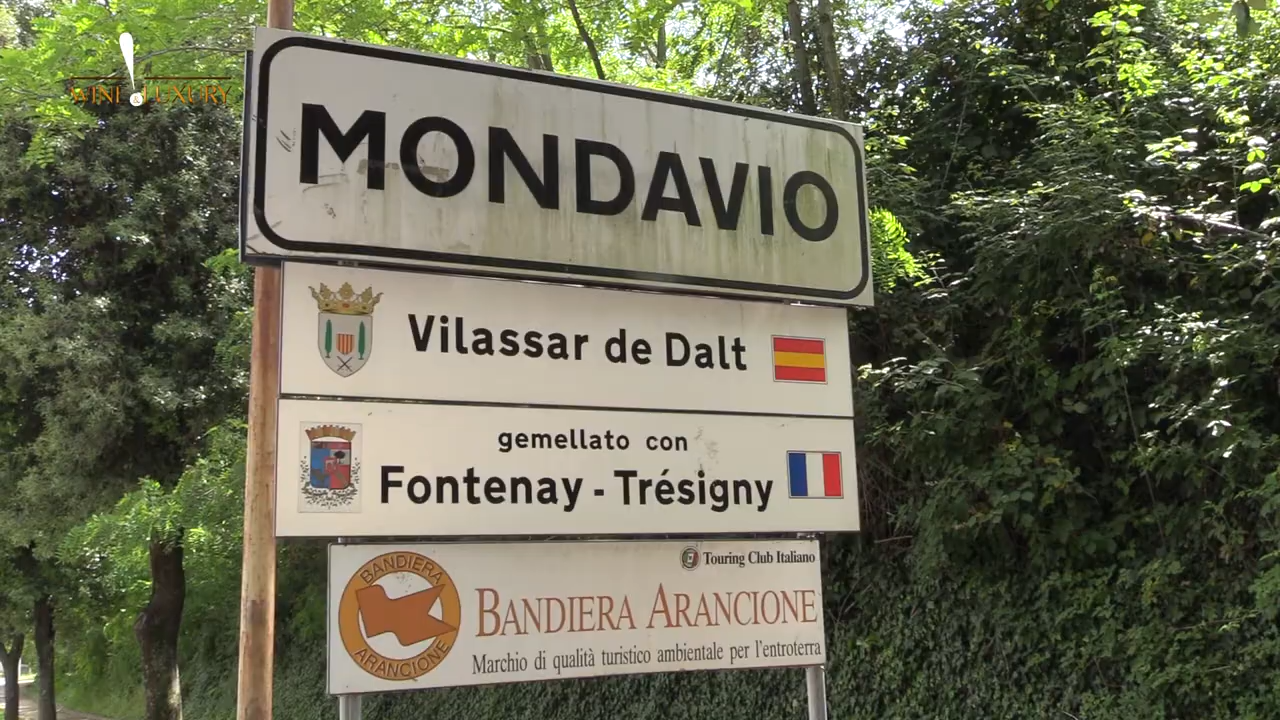 WINE & LUXURY
MONDAVIO
Vilassar de Dalt
gemellato con
Fontenay - Trésigny
Touring Club Italiano
BANDIERA
ARANCIONE
BANDIERA ARANCIONE
Marchio di qualità turistico ambientale per l'entroterra